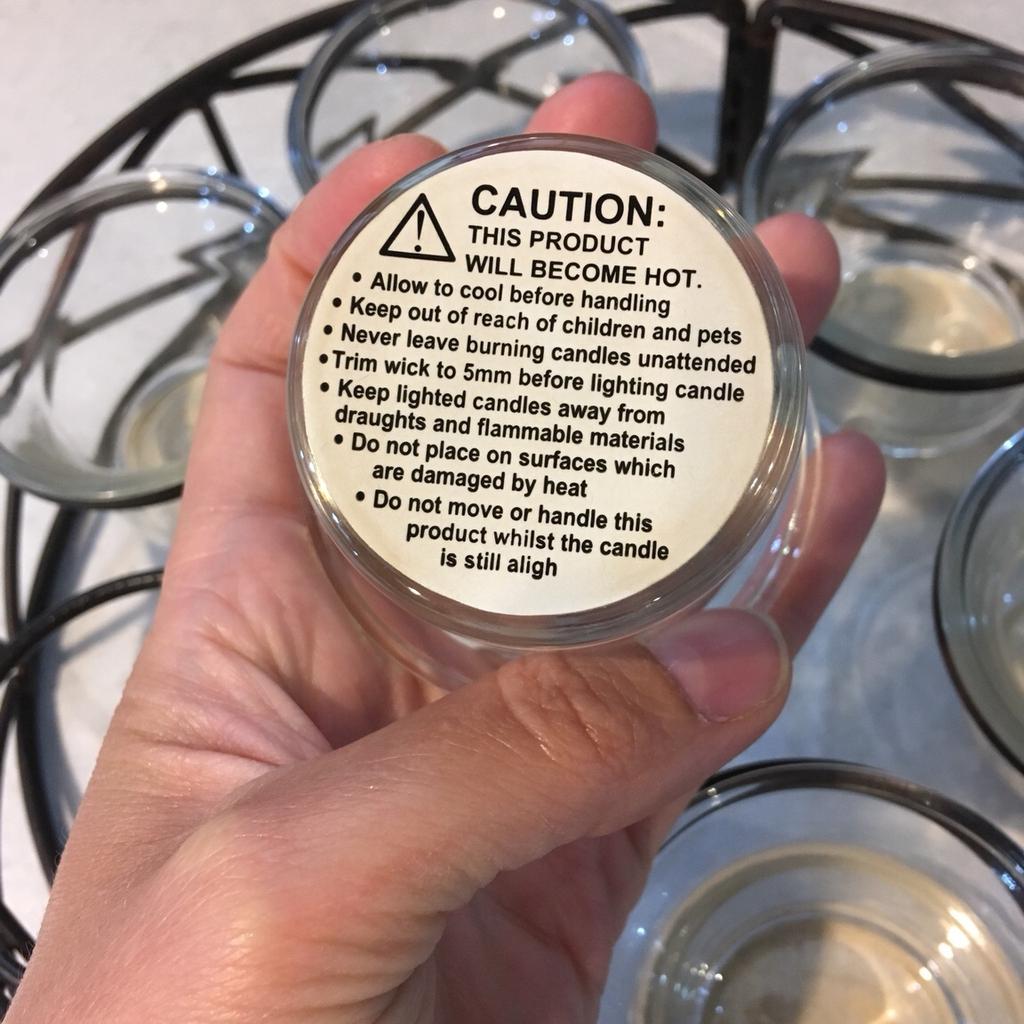 CAUTION:
THIS PRODUCT
WILL BECOME HOT.
• Allow to cool before handling
• Keep out of reach of children and pets
• Never leave burning candles unattended
• Trim wick to 5mm before lighting candle
• Keep lighted candles away from
draughts and flammable materials
• Do not place on surfaces which
are damaged by heat
• Do not move or handle this
product whilst the candle
is still aligh